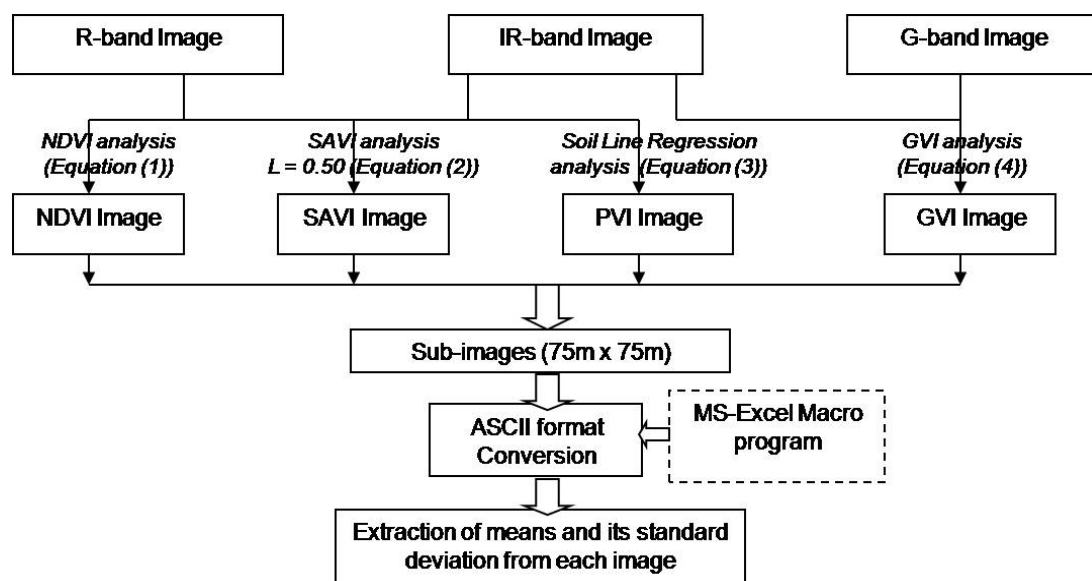 R-band Image
IR-band Image
G-band Image
NDVI analysis
(Equation (1))
SAVI analysis
L = 0.50 (Equation (2))
Soil Line Regression
analysis (Equation (3))
GVI analysis
(Equation (4))
NDVI Image
SAVI Image
PVI Image
GVI Image
Sub-images (75m x 75m)
ASCII format
Conversion
MS-Excel Macro
program
Extraction of means and its standard
deviation from each image